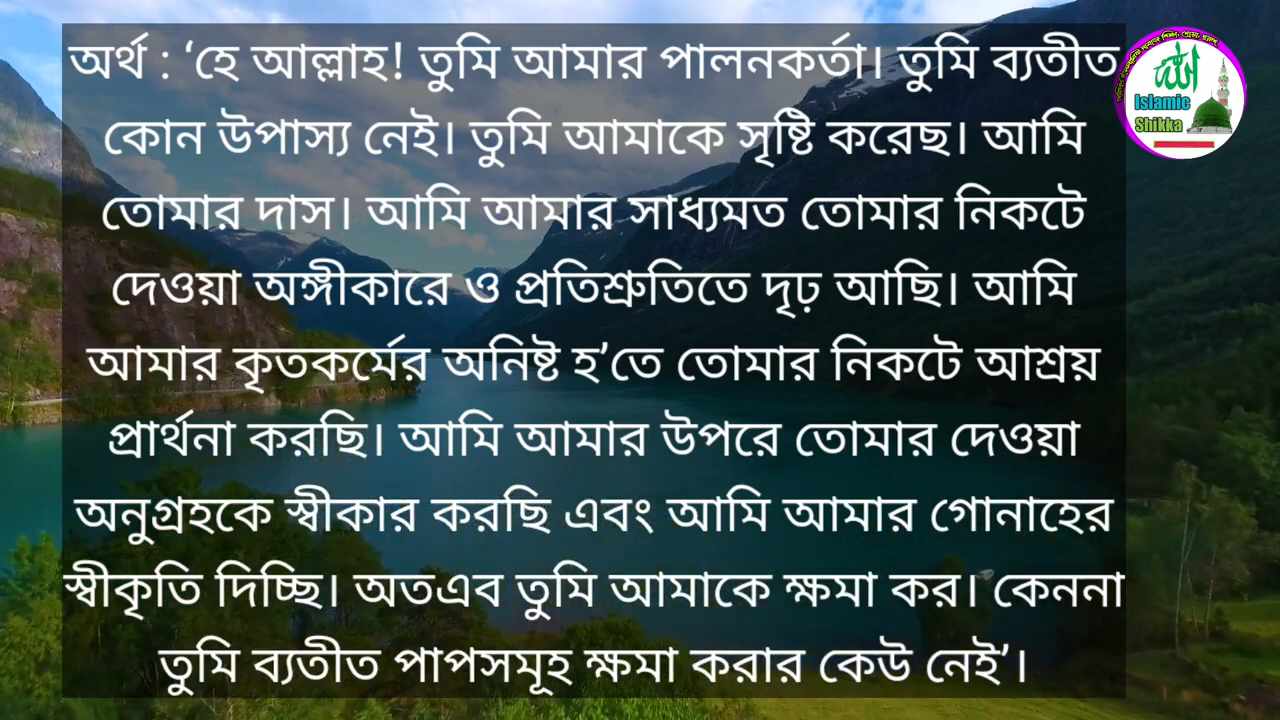 অর্থ : ‘হে আল্লাহ! তুমি আমার পালনকর্তা। তুমি ব্যতীত
কোন উপাস্য নেই। তুমি আমাকে সৃষ্টি করেছ। আমি
তোমার দাস। আমি আমার সাধ্যমত তোমার নিকটে
দেওয়া অঙ্গীকারে ও প্রতিশ্রুতিতে দৃঢ় আছি। আমি
আমার কৃতকর্মের অনিষ্ট হ’তে তোমার নিকটে আশ্রয়
প্রার্থনা করছি। আমি আমার উপরে তোমার দেওয়া
অনুগ্রহকে স্বীকার করছি এবং আমি আমার গোনাহের
স্বীকৃতি দিচ্ছি। অতএব তুমি আমাকে ক্ষমা কর। কেননা
তুমি ব্যতীত পাপসমূহ ক্ষমা করার কেউ নেই’।
الله
Islamic
Shikka